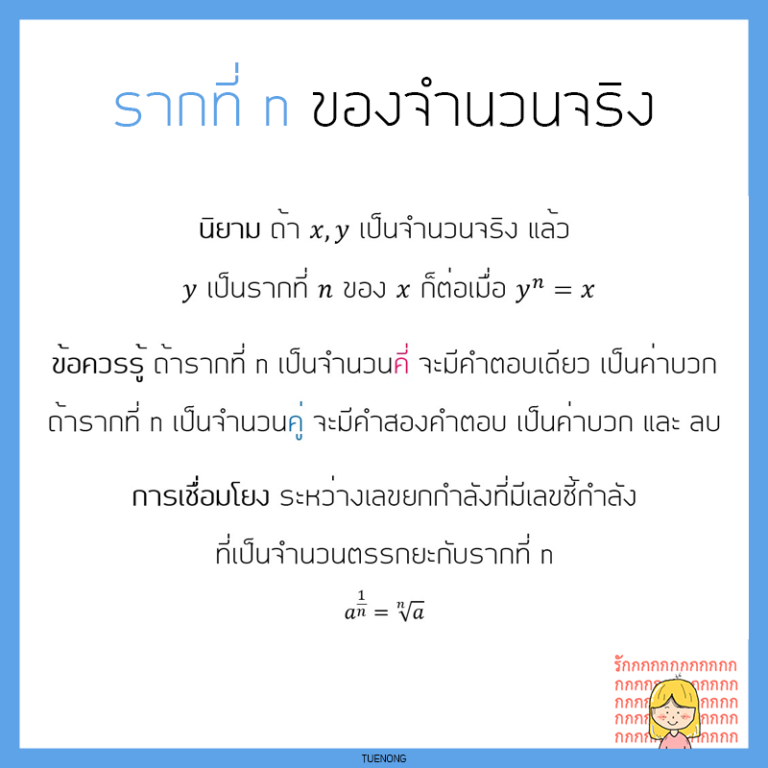 รากที่ n ของจำนวนจริง
นิยาม ถ้า x, y เป็นจำนวนจริง แล้ว
y เป็นรากที่ n ของ x ก็ต่อเมื่อ yⁿ = x
ข้อควรรู้ ถ้ารากที่ n เป็นจำนวนคี่ จะมีคำตอบเดียว เป็นค่าบวก
ถ้ารากที่ n เป็นจำนวนคู่ จะมีคำสองคำตอบ เป็นค่าบวก และ ลบ
การเชื่อมโยง ระหว่างเลขยกกำลังที่มีเลขชี้กำลัง
ที่เป็นจำนวนตรรกยะกับรากที่ n
a^(1/n) = ⁿ√a
รักกกกกกกกกกกก
กกกก กกกก
กกกก กกกก
กกกก กกกก
กกกก กกกก
TUENONG